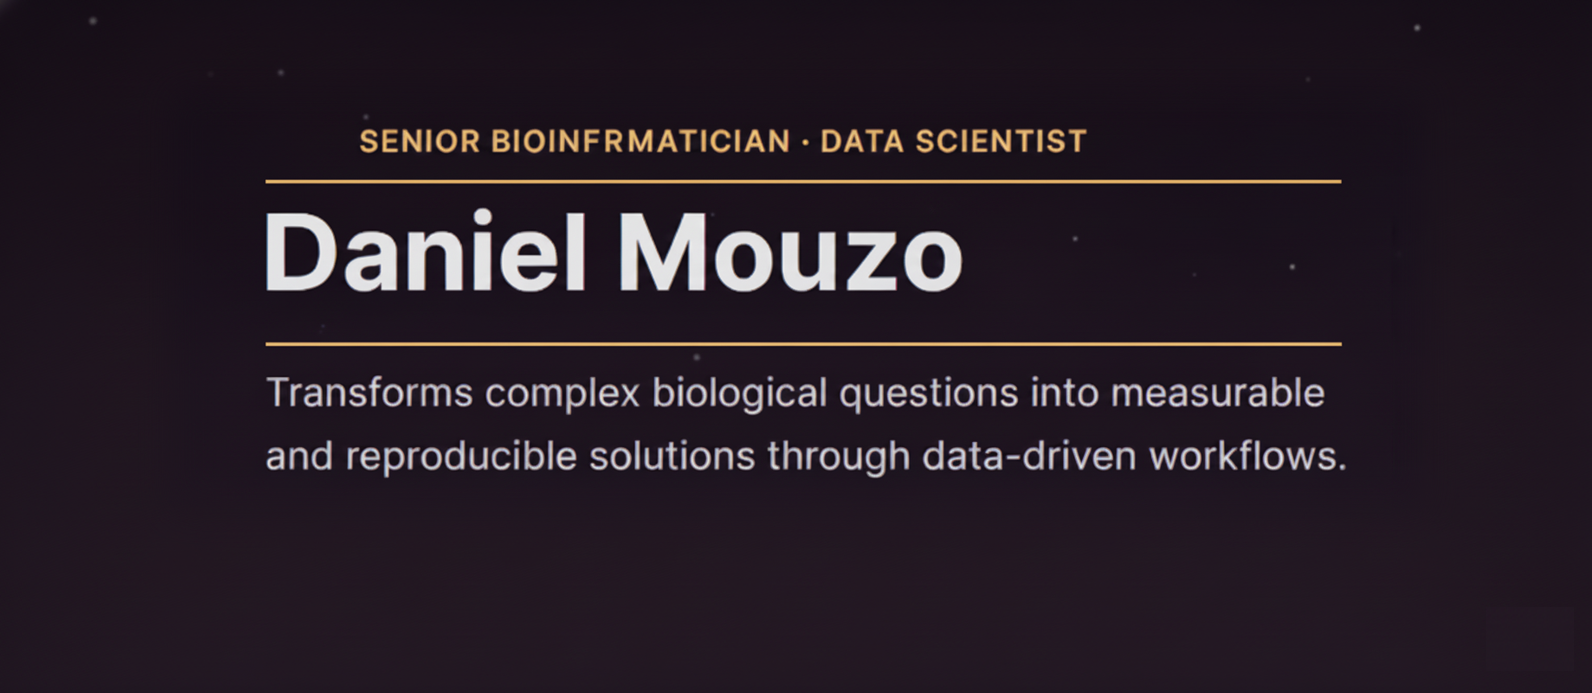 SENIOR BIOINFRMATICIAN · DATA SCIENTIST
Daniel Mouzo
Transforms complex biological questions into measurable
and reproducible solutions through data-driven workflows.